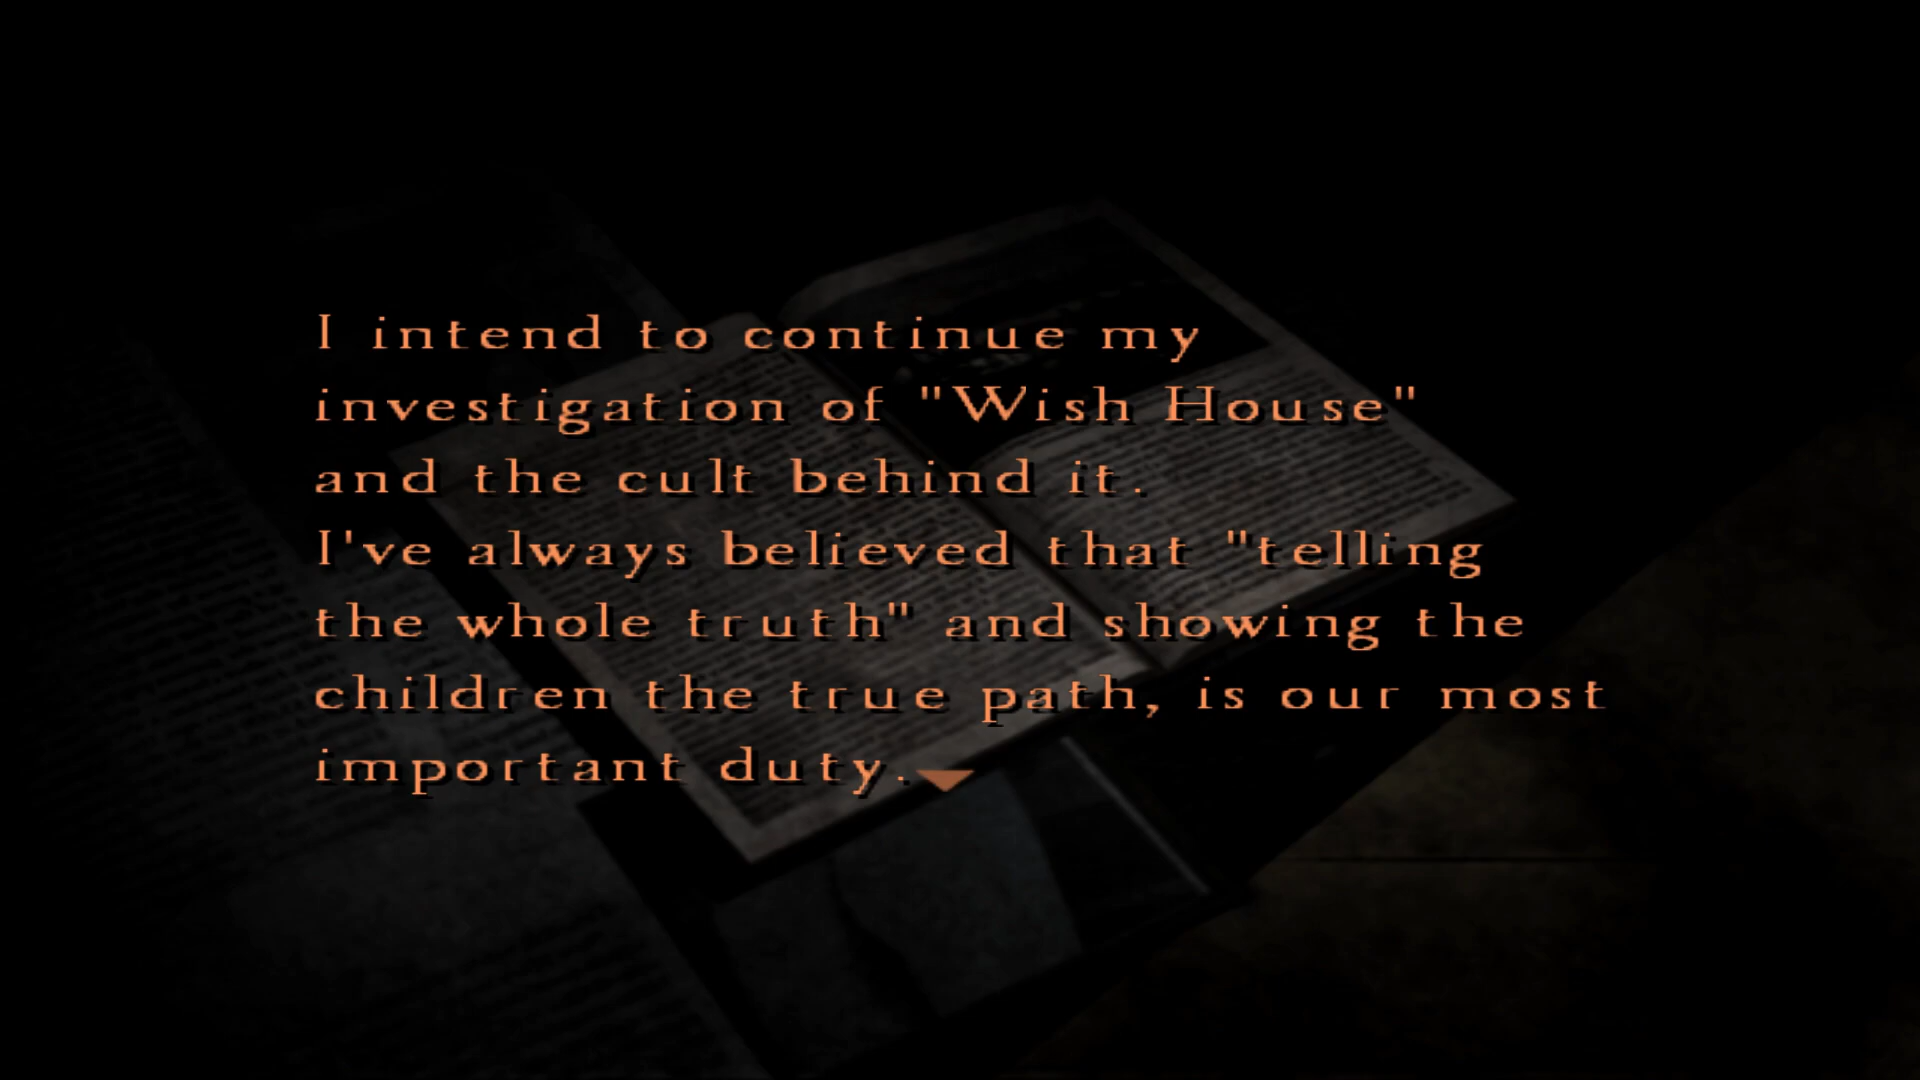 I intend to continue my
investigation of "Wish House"
and the cult behind it.
I've always believed that "telling
the whole truth" and showing the
children the true path, is our most
important duty.